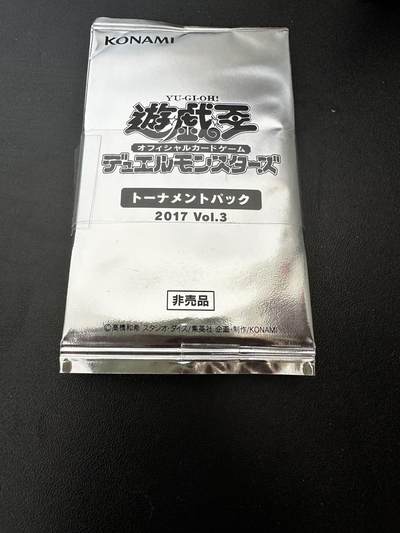 KONAMI
YU-GI-OH!
遊戯王
オフィシャルカードゲーム
デュエルモンスターズ
トーナメントパック
2017 Vol.3
非売品
©高橋和希 スタジオ・ダイス/集英社 企画・制作/KONAMI